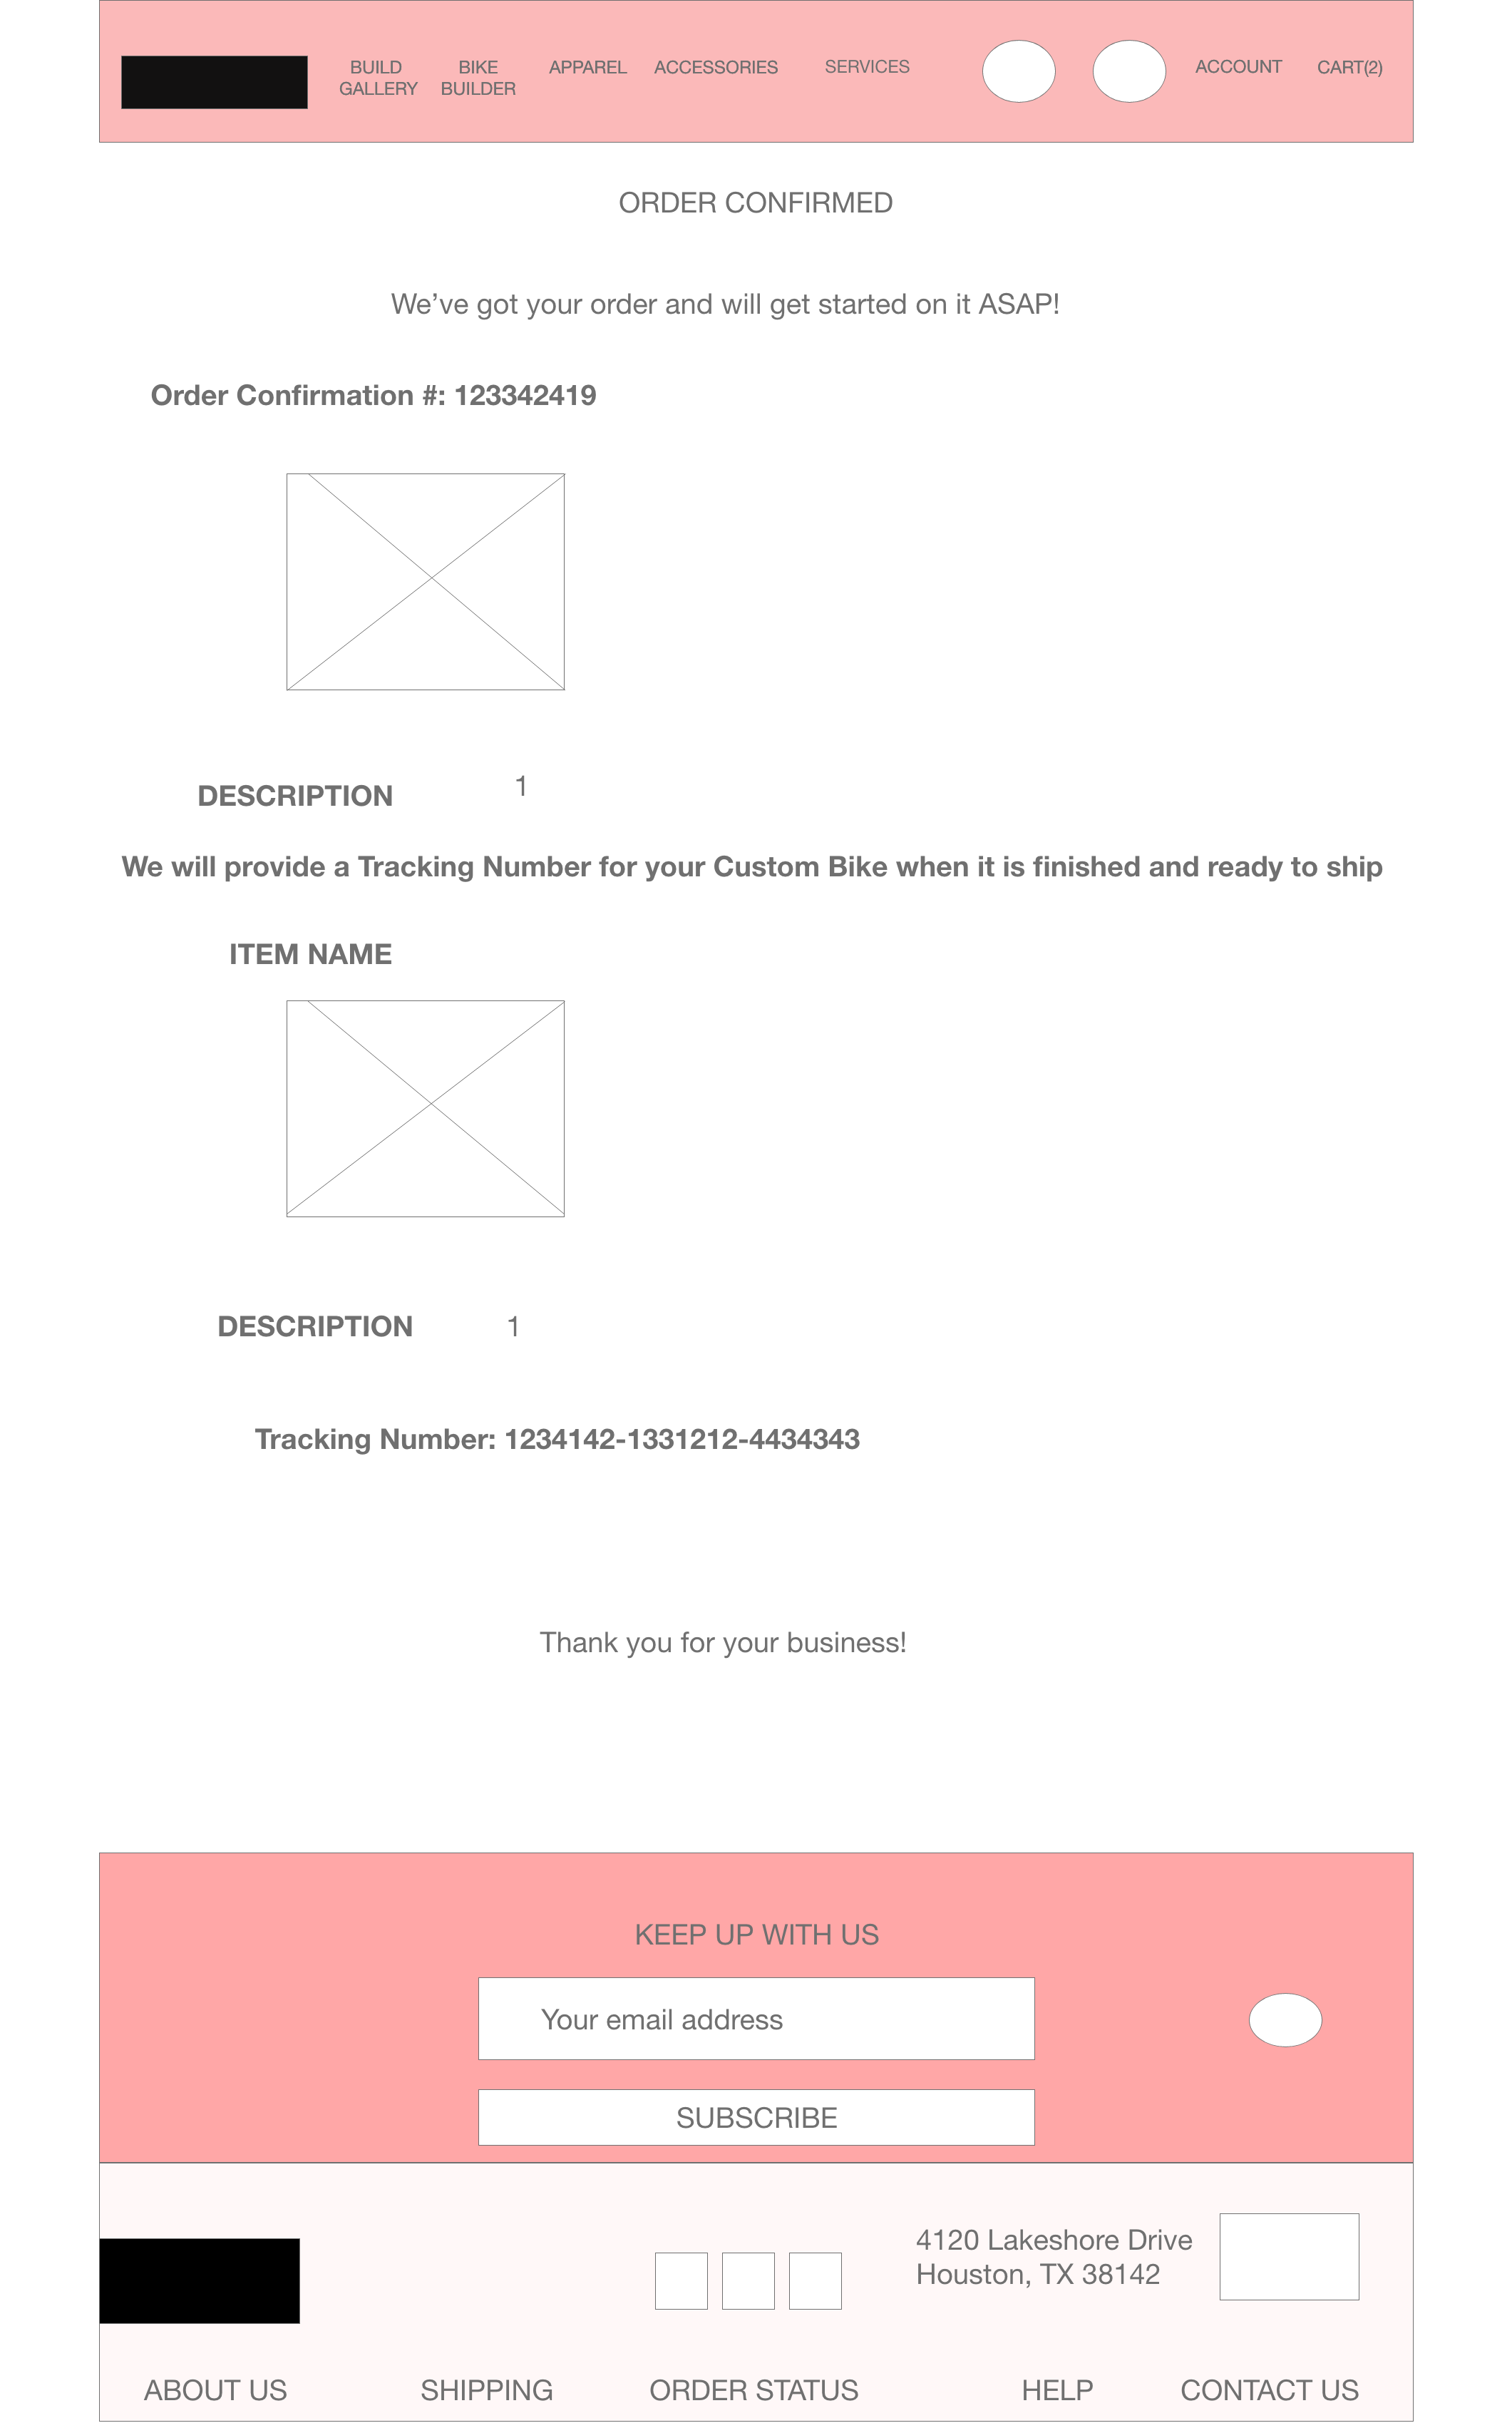 BUILD GALLERY
BIKE BUILDER
APPAREL
ACCESSORIES
SERVICES
ACCOUNT
CART(2)
ORDER CONFIRMED
We’ve got your order and will get started on it ASAP!
Order Confirmation #: 123342419
DESCRIPTION 1
We will provide a Tracking Number for your Custom Bike when it is finished and ready to ship
ITEM NAME
DESCRIPTION 1
Tracking Number: 1234142-1331212-4434343
Thank you for your business!
KEEP UP WITH US
Your email address
SUBSCRIBE
4120 Lakeshore Drive
Houston, TX 38142
ABOUT US
SHIPPING
ORDER STATUS
HELP
CONTACT US